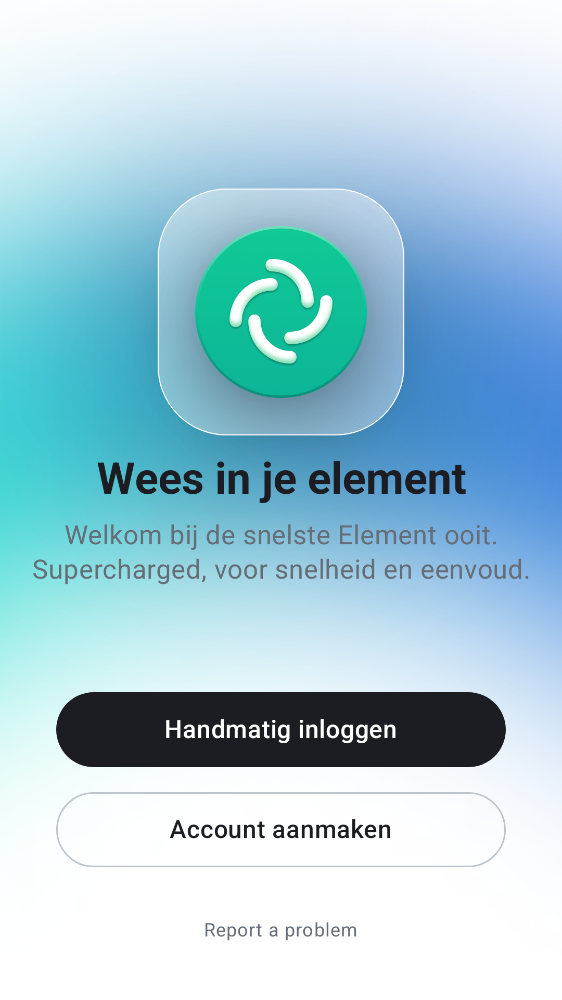 Wees in je element
Welkom bij de snelste Element ooit.
Supercharged, voor snelheid en eenvoud.
Handmatig inloggen
Account aanmaken
Report a problem